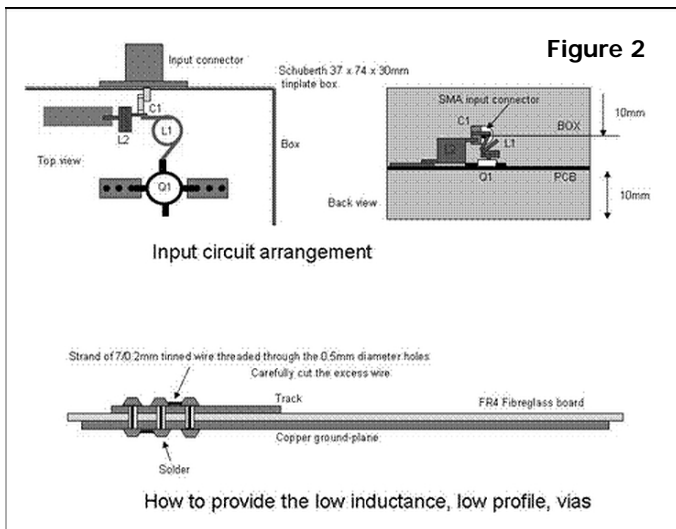 Figure 2
Input connector
Schuberth 37 x 74 x 30mm
tinplate box.
C1
L2
L1
Top view
Box
Q1
SMA input connector
10mm
C1
BOX
L2
L1
Q1
PCB
Back view
10mm
Input circuit arrangement
Strand of 7/0.2mm tinned wire threaded through the 0.5mm diameter holes
Carefully cut the excess wire.
Track
FR4 Fibreglass board
Copper ground-plane
Solder
How to provide the low inductance, low profile, vias